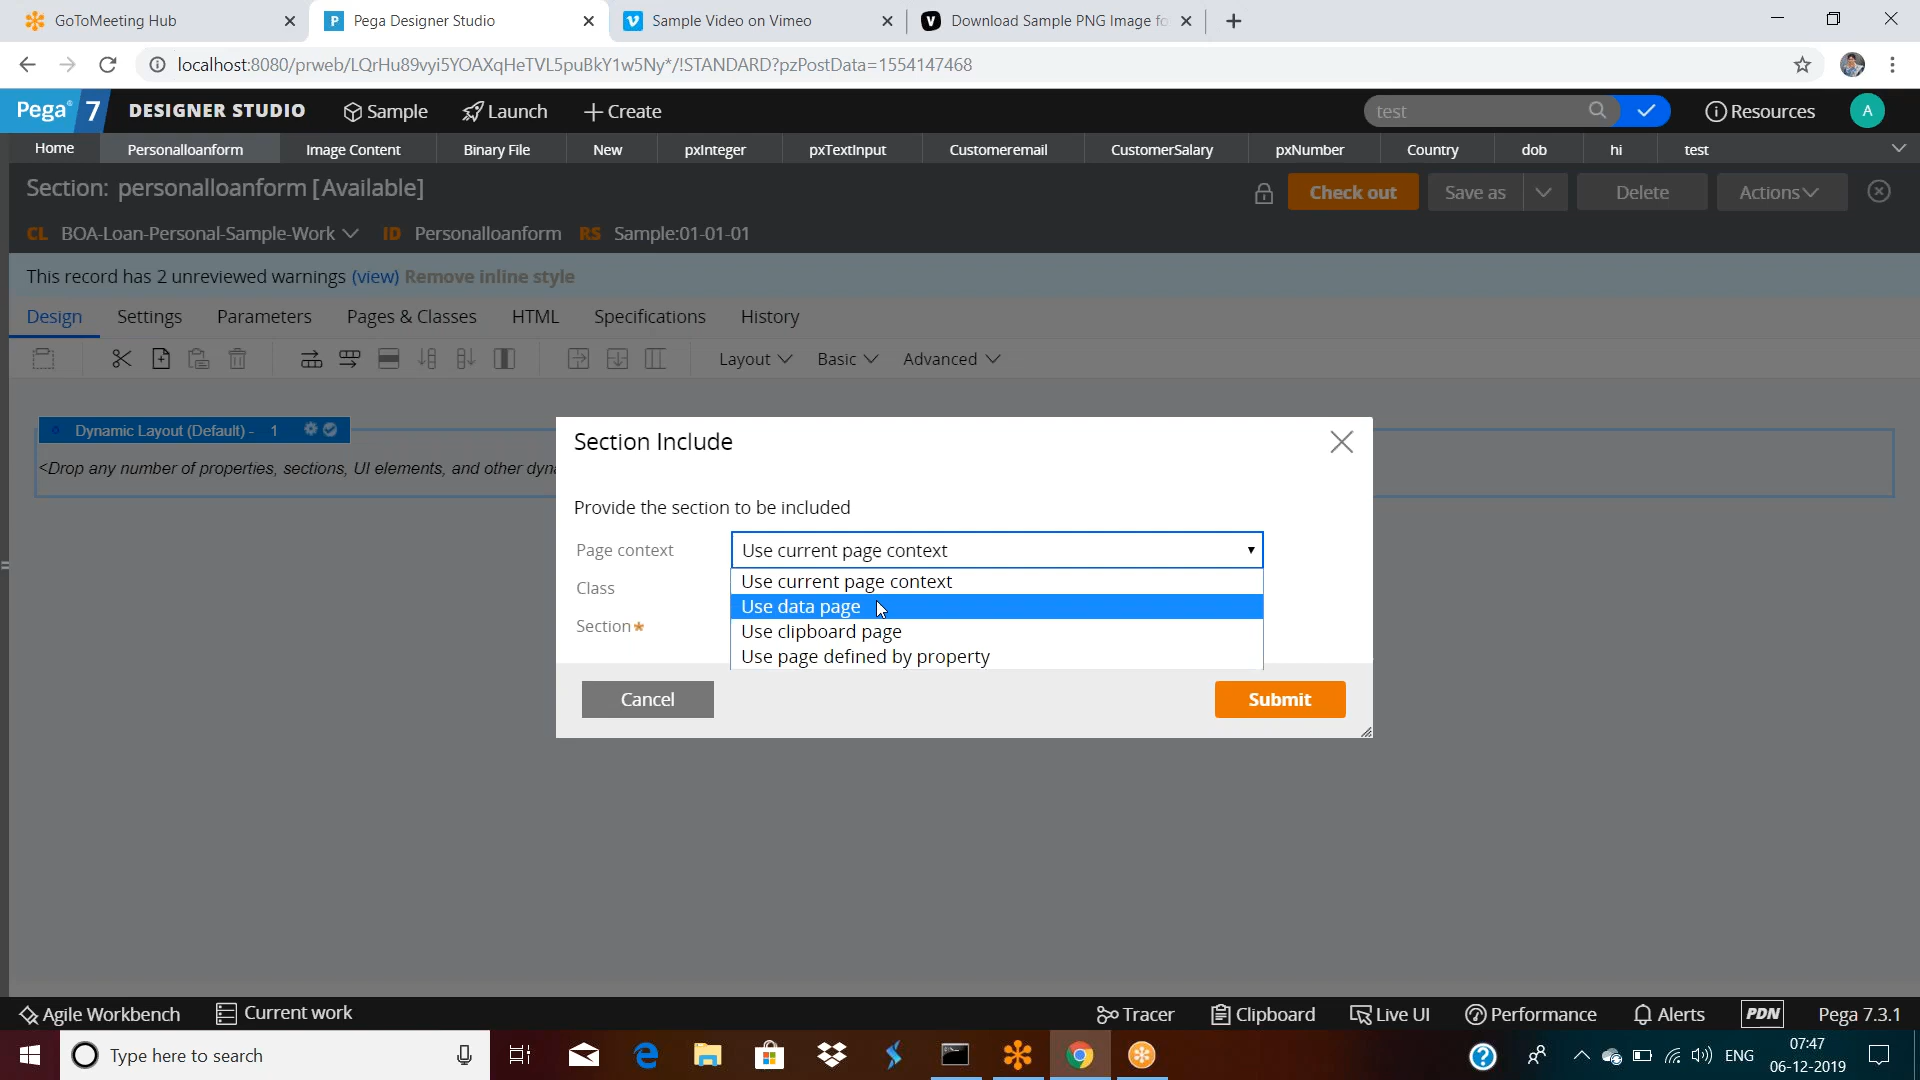 GoToMeeting Hub
Pega Designer Studio
Sample Video on Vimeo
Download Sample PNG Image fo
localhost:8080/prweb/LQrHu89vyi5YOAXqHeTVL5puBkY1w5Ny*/!STANDARD?pzPostData=1554147468
Pega 7 DESIGNER STUDIO Sample Launch Create test Resources A
Home Personalloanform Image Content Binary File New pxInteger pxTextInput Customeremail CustomerSalary pxNumber Country dob hi test
Section: personalloanform [Available]
Check out Save as Delete Actions
CL BOA-Loan-Personal-Sample-Work ID Personalloanform RS Sample:01-01-01
This record has 2 unreviewed warnings (view) Remove inline style
Design Settings Parameters Pages & Classes HTML Specifications History
Layout Basic Advanced
Dynamic Layout (Default) - 1
<Drop any number of properties, sections, UI elements, and other dyn
Section Include
Provide the section to be included
Page context Use current page context
Use current page context
Class
Use data page
Section*
Use clipboard page
Use page defined by property
Cancel Submit
Agile Workbench Current work Tracer Clipboard Live UI Performance Alerts PDN Pega 7.3.1
Type here to search
ENG
07:47
06-12-2019